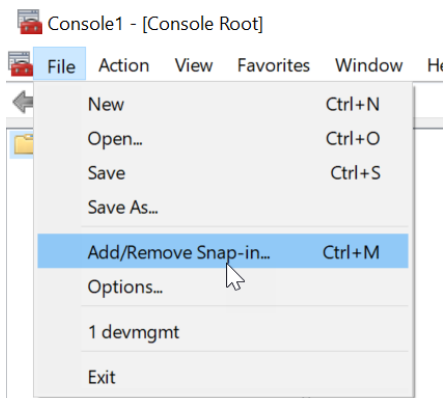 Console1 - [Console Root]
File Action View Favorites Window
New Ctrl+N
Open... Ctrl+O
Save Ctrl+S
Save As...
Add/Remove Snap-in... Ctrl+M
Options...
1 devmgmt
Exit